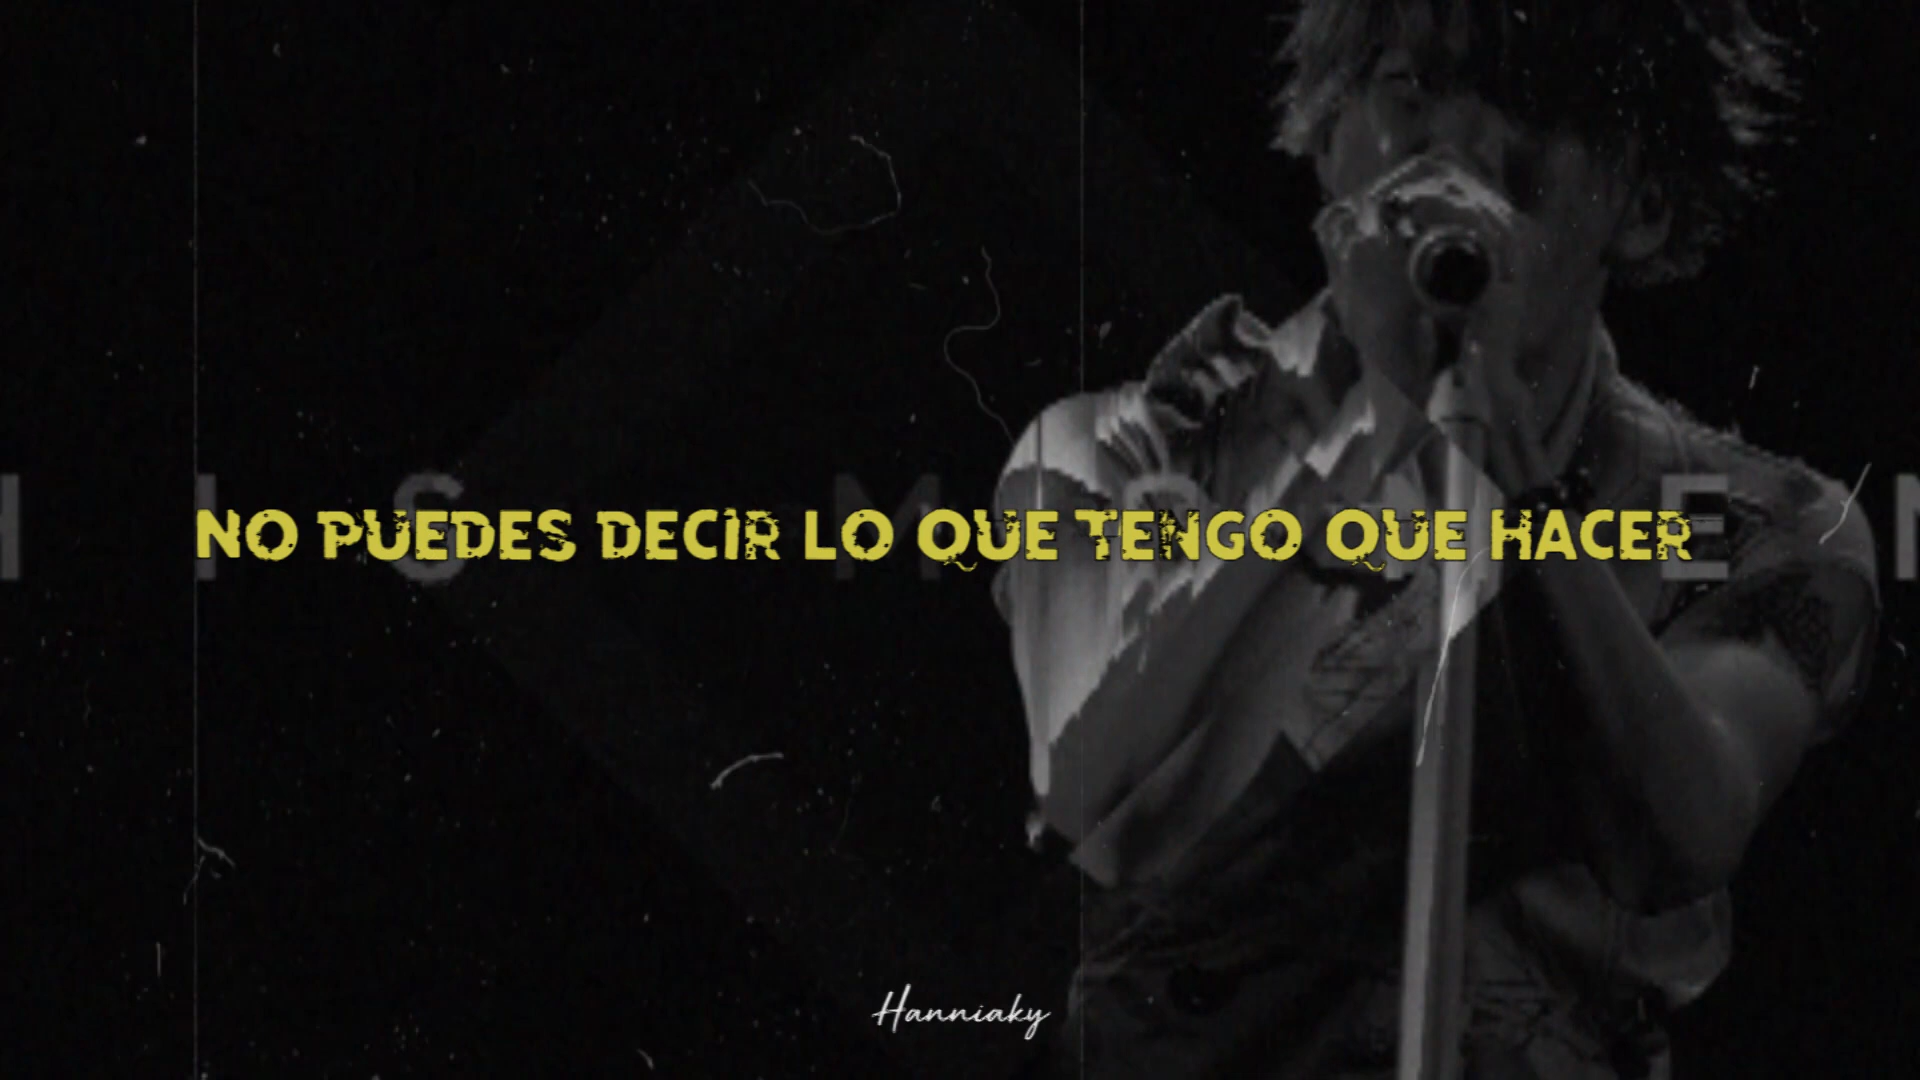 H I S M O M E N
NO PUEDES DECIR LO QUE TENGO QUE HACER
Hanniaky